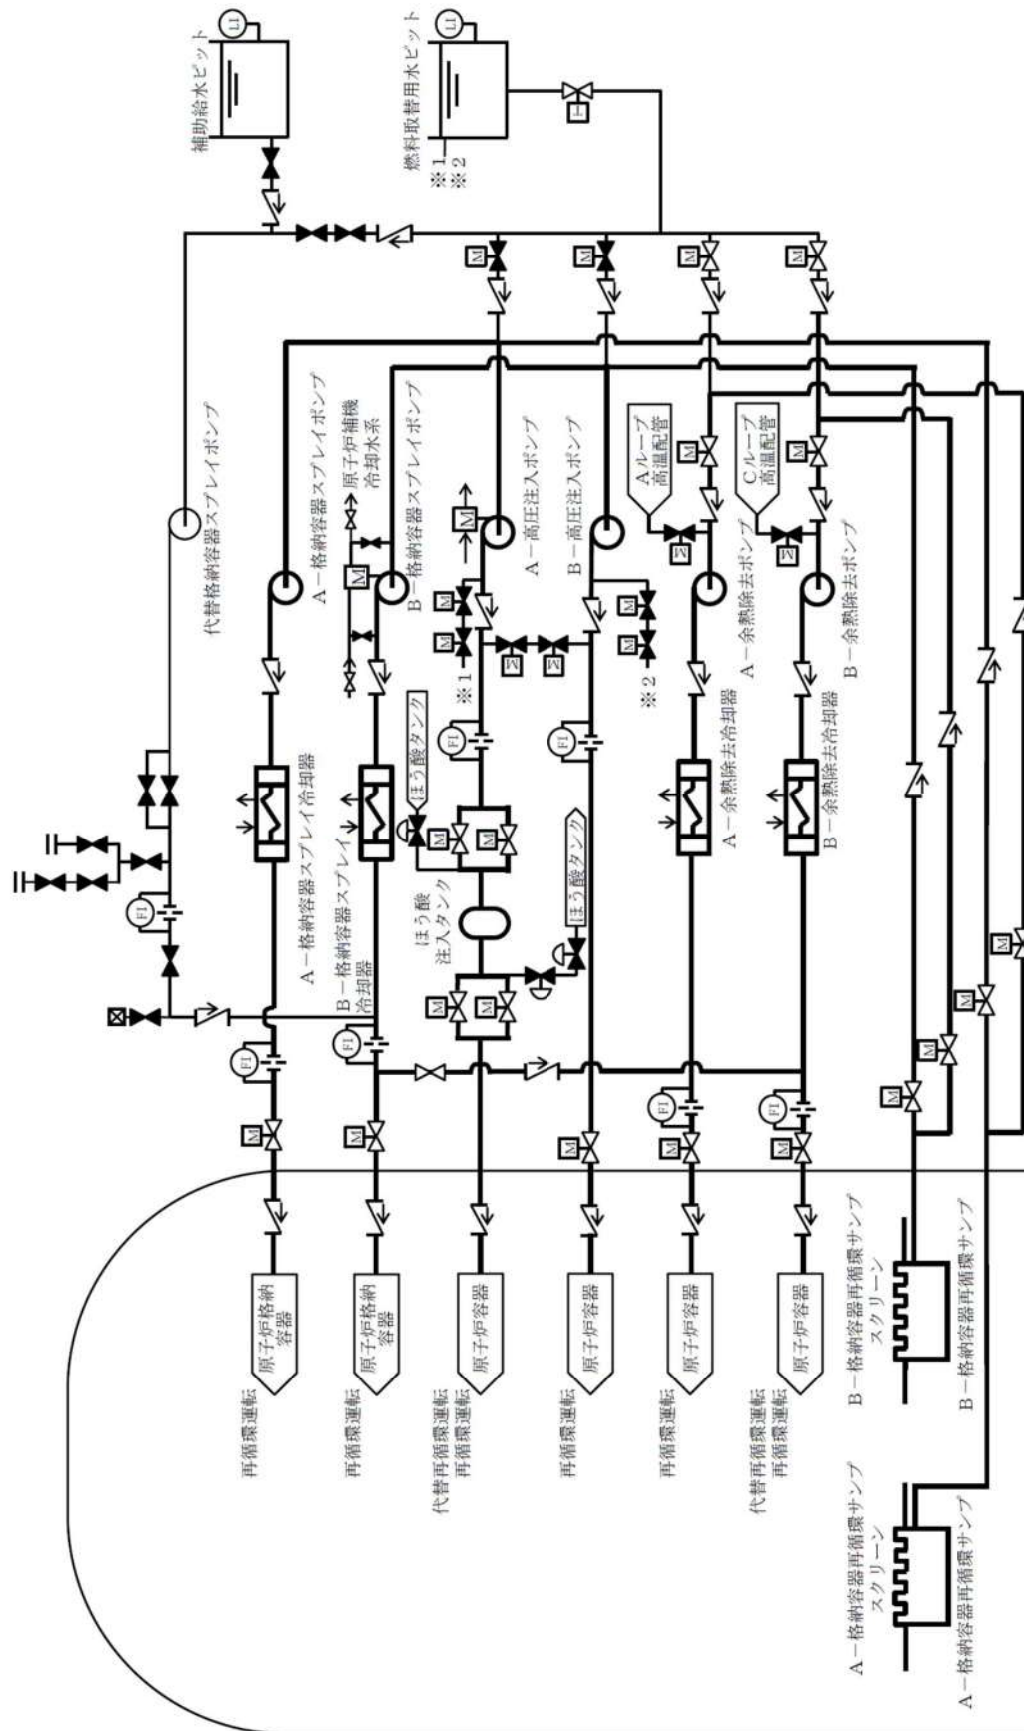 補助給水ピット
LI
燃料取替用水ピット
LI
※1
※2
H
M
M
M
M
代替格納容器スプレイポンプ
A－格納容器スプレイポンプ
原子炉補機
冷却水系
M
B－格納容器スプレイポンプ
M
A－高圧注入ポンプ
B－高圧注入ポンプ
Aループ
高温配管
M
M
A－余熱除去ポンプ
Cループ
高温配管
M
M
B－余熱除去ポンプ
M
M
※1
M
M
M
M
※2
FI
FI
FI
A－格納容器スプレイ冷却器
B－格納容器スプレイ
冷却器
ほう酸タンク
M
M
ほう酸
注入タンク
ほう酸タンク
M
M
A－余熱除去冷却器
B－余熱除去冷却器
FI
FI
FI
FI
M
M
M
M
M
M
M
M
M
M
再循環運転
原子炉格納
容器
再循環運転
原子炉格納
容器
代替再循環運転
再循環運転
原子炉容器
再循環運転
原子炉容器
再循環運転
原子炉容器
代替再循環運転
再循環運転
原子炉容器
B－格納容器再循環サンプ
スクリーン
B－格納容器再循環サンプ
A－格納容器再循環サンプ
スクリーン
A－格納容器再循環サンプ